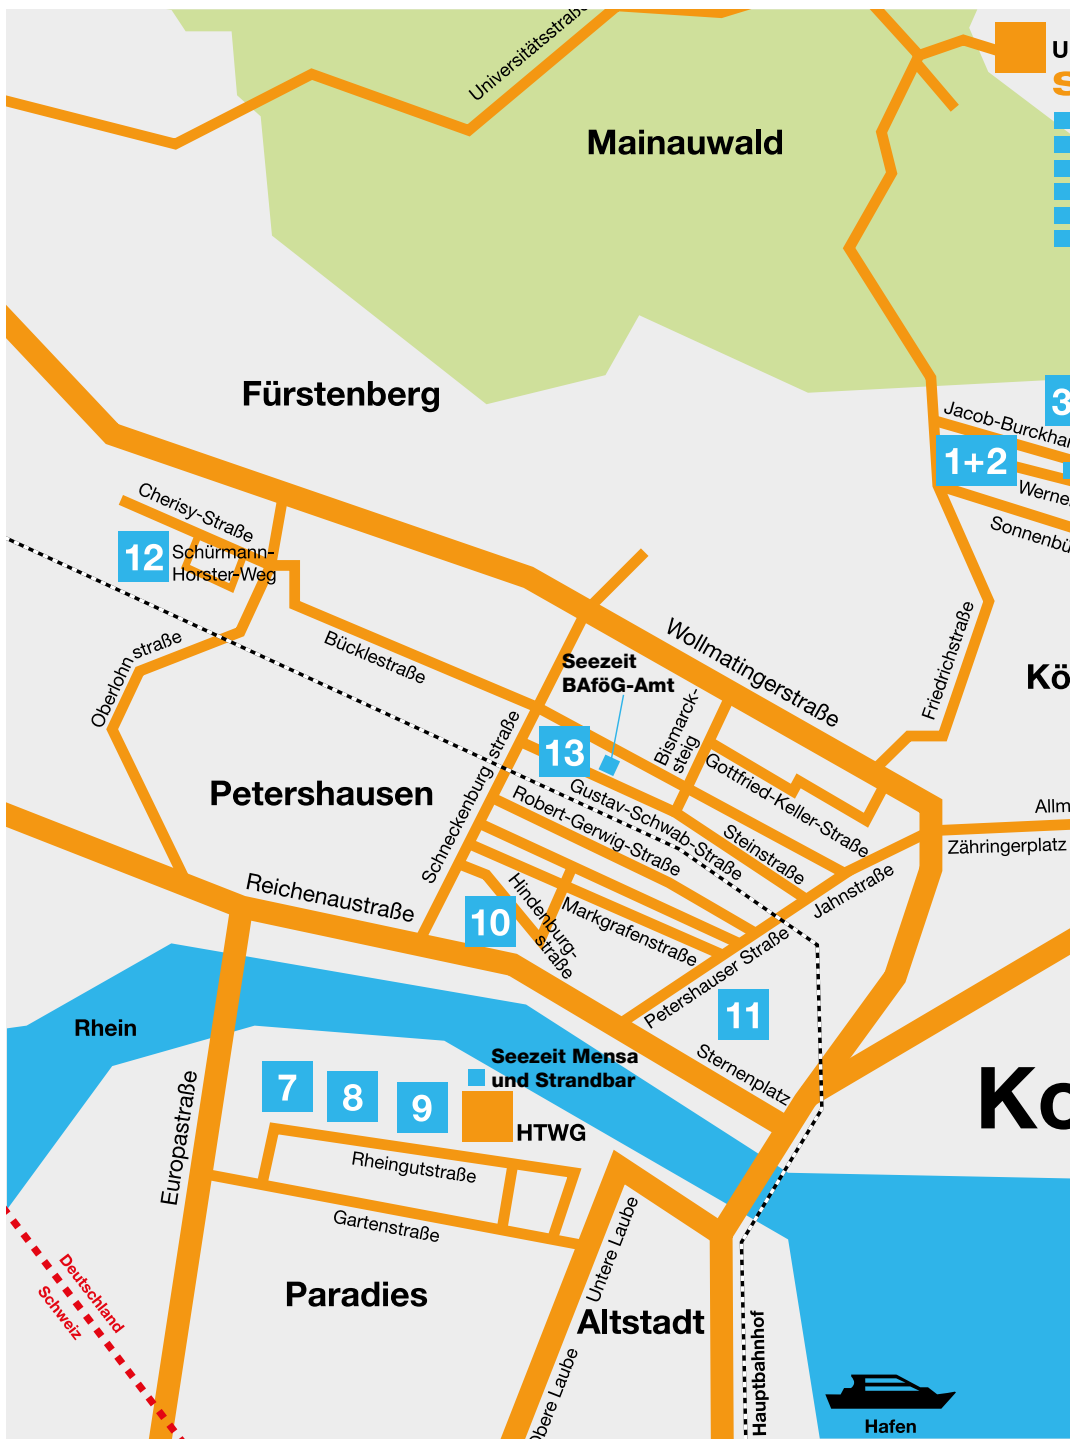 Universitätsstraße
Mainauwald
U
S
Fürstenberg
3
Jacob-Burckhar
1+2
Werne
Sonnenbü
Cherisy-Straße
12
Schürmann-
Horster-Weg
Oberlohn straße
Bücklestraße
Wollmatingerstraße
Friedrichstraße
Seezeit
BAföG-Amt
Kö
Bismarck-
steig
Schneckenburg straße
13
Petershausen
Gottfried-Keller-Straße
Gustav-Schwab-Straße
Robert-Gerwig-Straße
Steinstraße
Allm
Zähringerplatz
Jahnstraße
Reichenaustraße
10
Hindenburg-
straße
Markgrafenstraße
Petershauser Straße
11
Sternenplatz
Rhein
Seezeit Mensa
und Strandbar
7
8
9
HTWG
Ko
Europastraße
Rheingutstraße
Gartenstraße
Untere Laube
Deutschland
Schweiz
Paradies
Altstadt
Obere Laube
Hauptbahnhof
Hafen